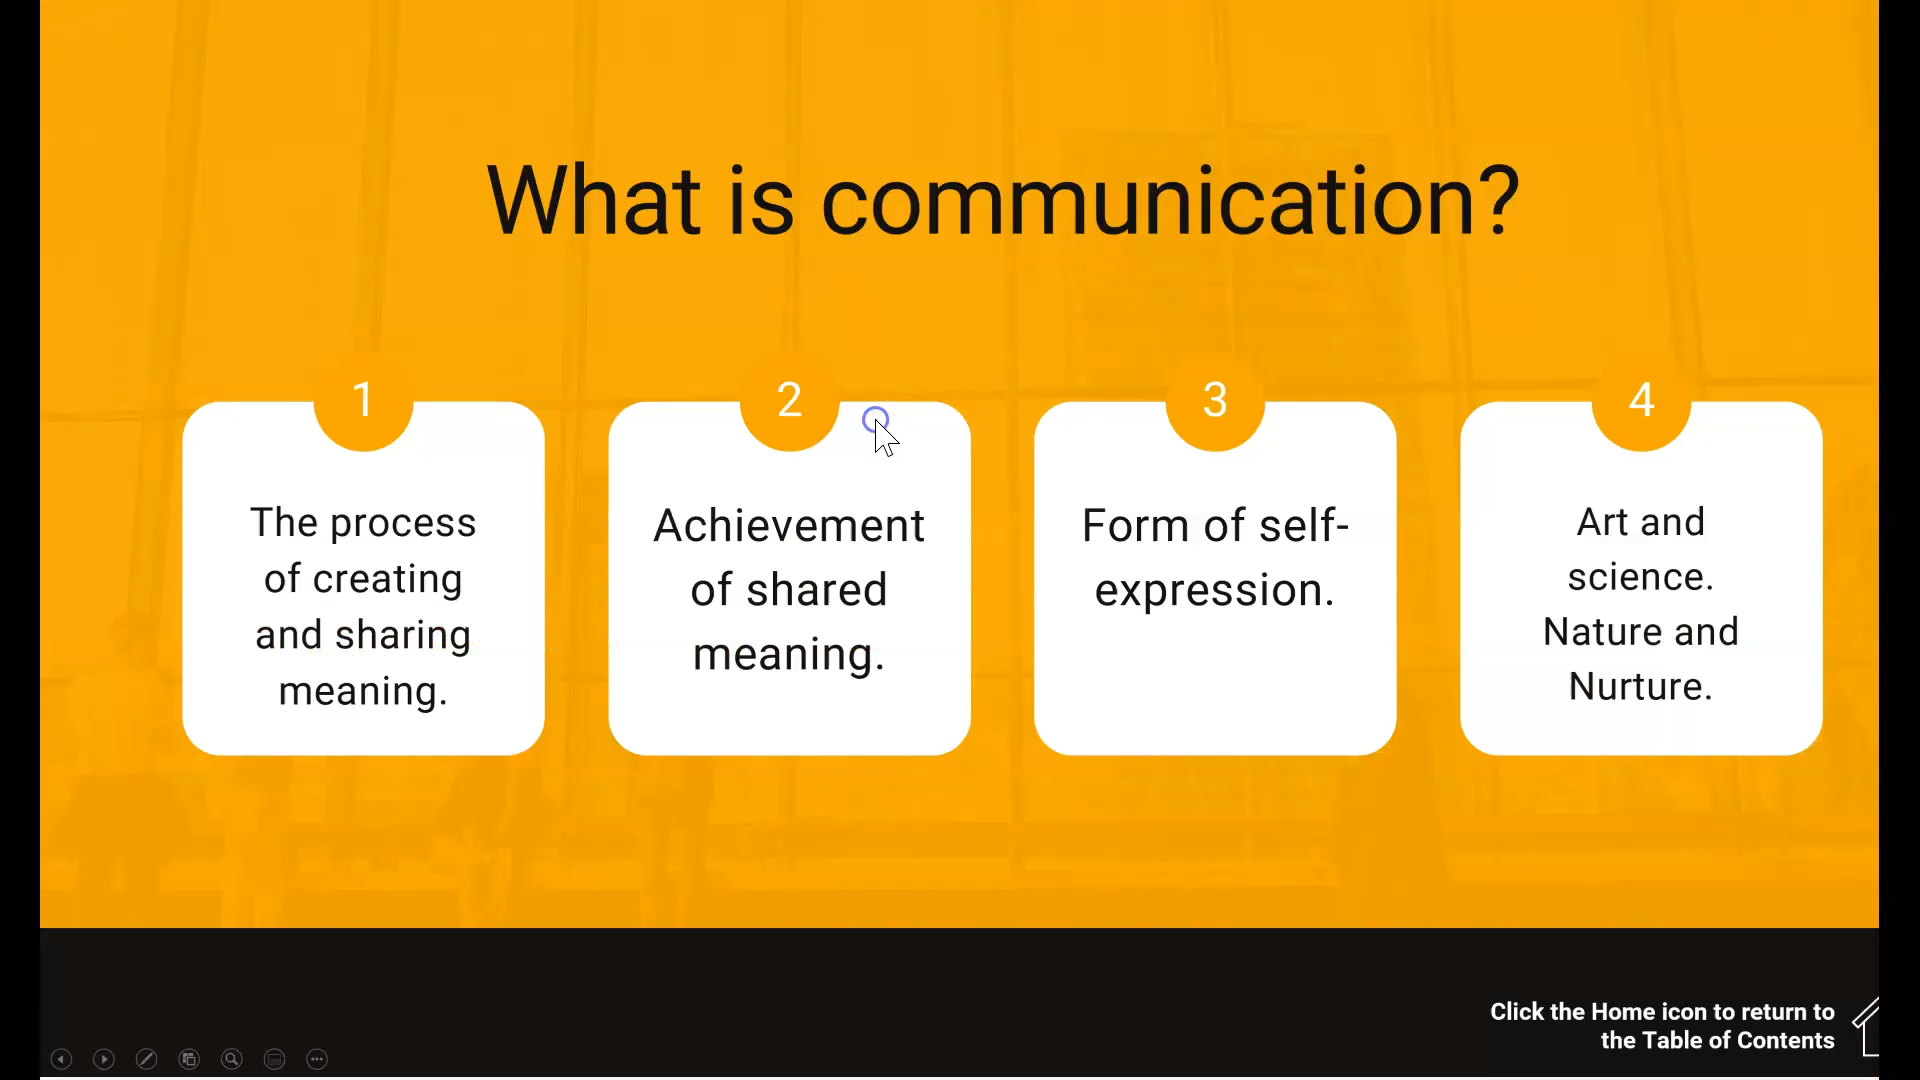 What is communication?
1
The process
of creating
and sharing
meaning.
2
Achievement
of shared
meaning.
3
Form of self-
expression.
4
Art and
science.
Nature and
Nurture.
Click the Home icon to return to
the Table of Contents